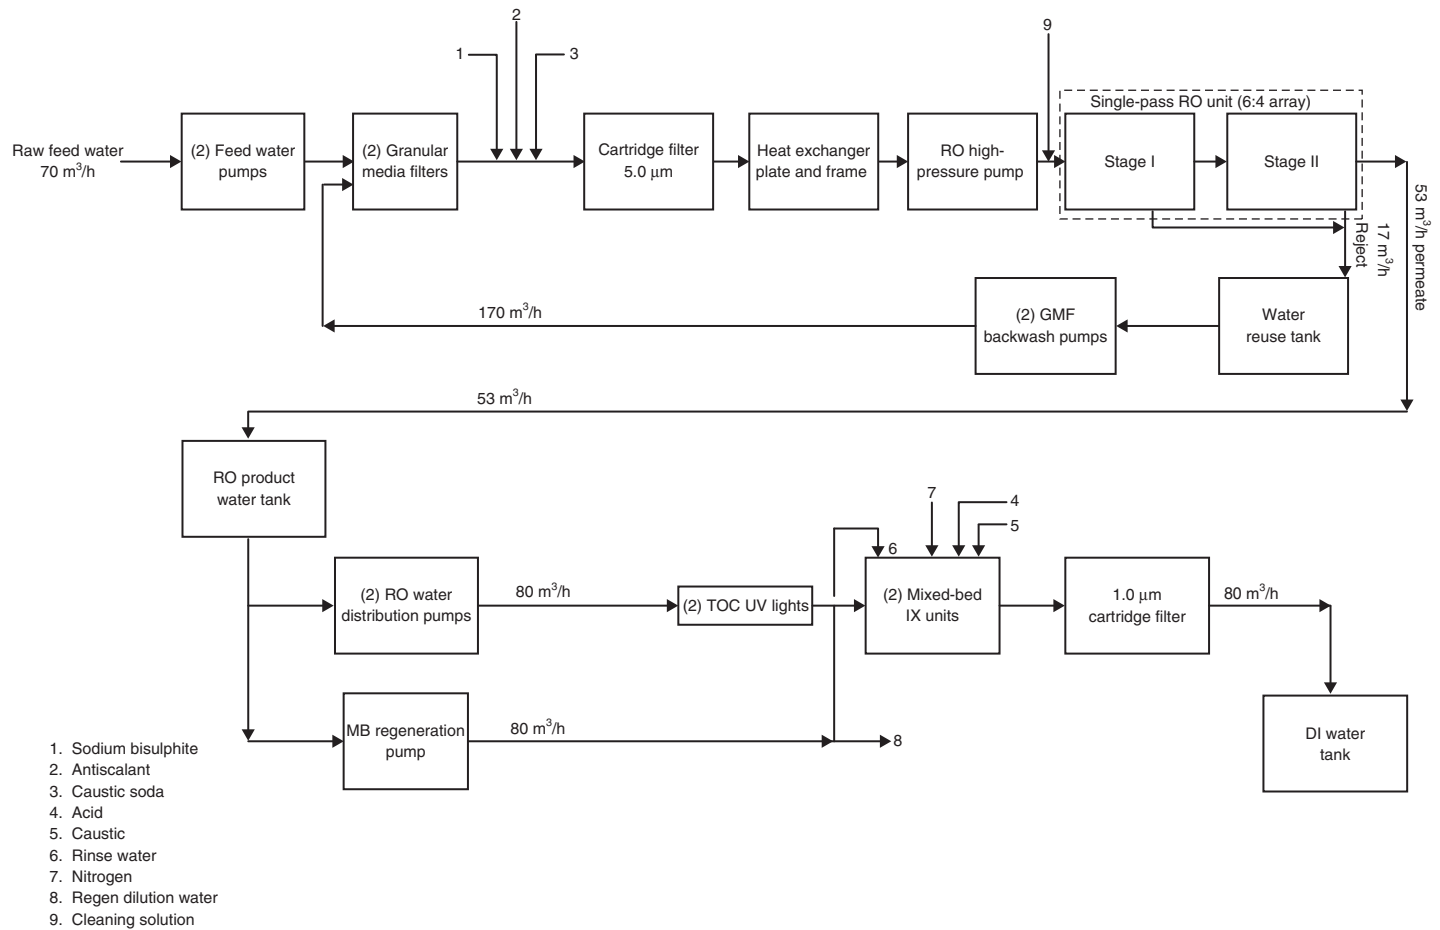 2
1
3
9
Single-pass RO unit (6:4 array)
Raw feed water
70 m³/h
(2) Feed water
pumps
(2) Granular
media filters
Cartridge filter
5.0 μm
Heat exchanger
plate and frame
RO high-
pressure pump
Stage I
Stage II
53 m³/h permeate
17 m³/h
Reject
170 m³/h
(2) GMF
backwash pumps
Water
reuse tank
53 m³/h
RO product
water tank
7
4
5
6
(2) RO water
distribution pumps
80 m³/h
(2) TOC UV lights
(2) Mixed-bed
IX units
1.0 μm
cartridge filter
80 m³/h
MB regeneration
pump
80 m³/h
8
DI water
tank
1. Sodium bisulphite
2. Antiscalant
3. Caustic soda
4. Acid
5. Caustic
6. Rinse water
7. Nitrogen
8. Regen dilution water
9. Cleaning solution